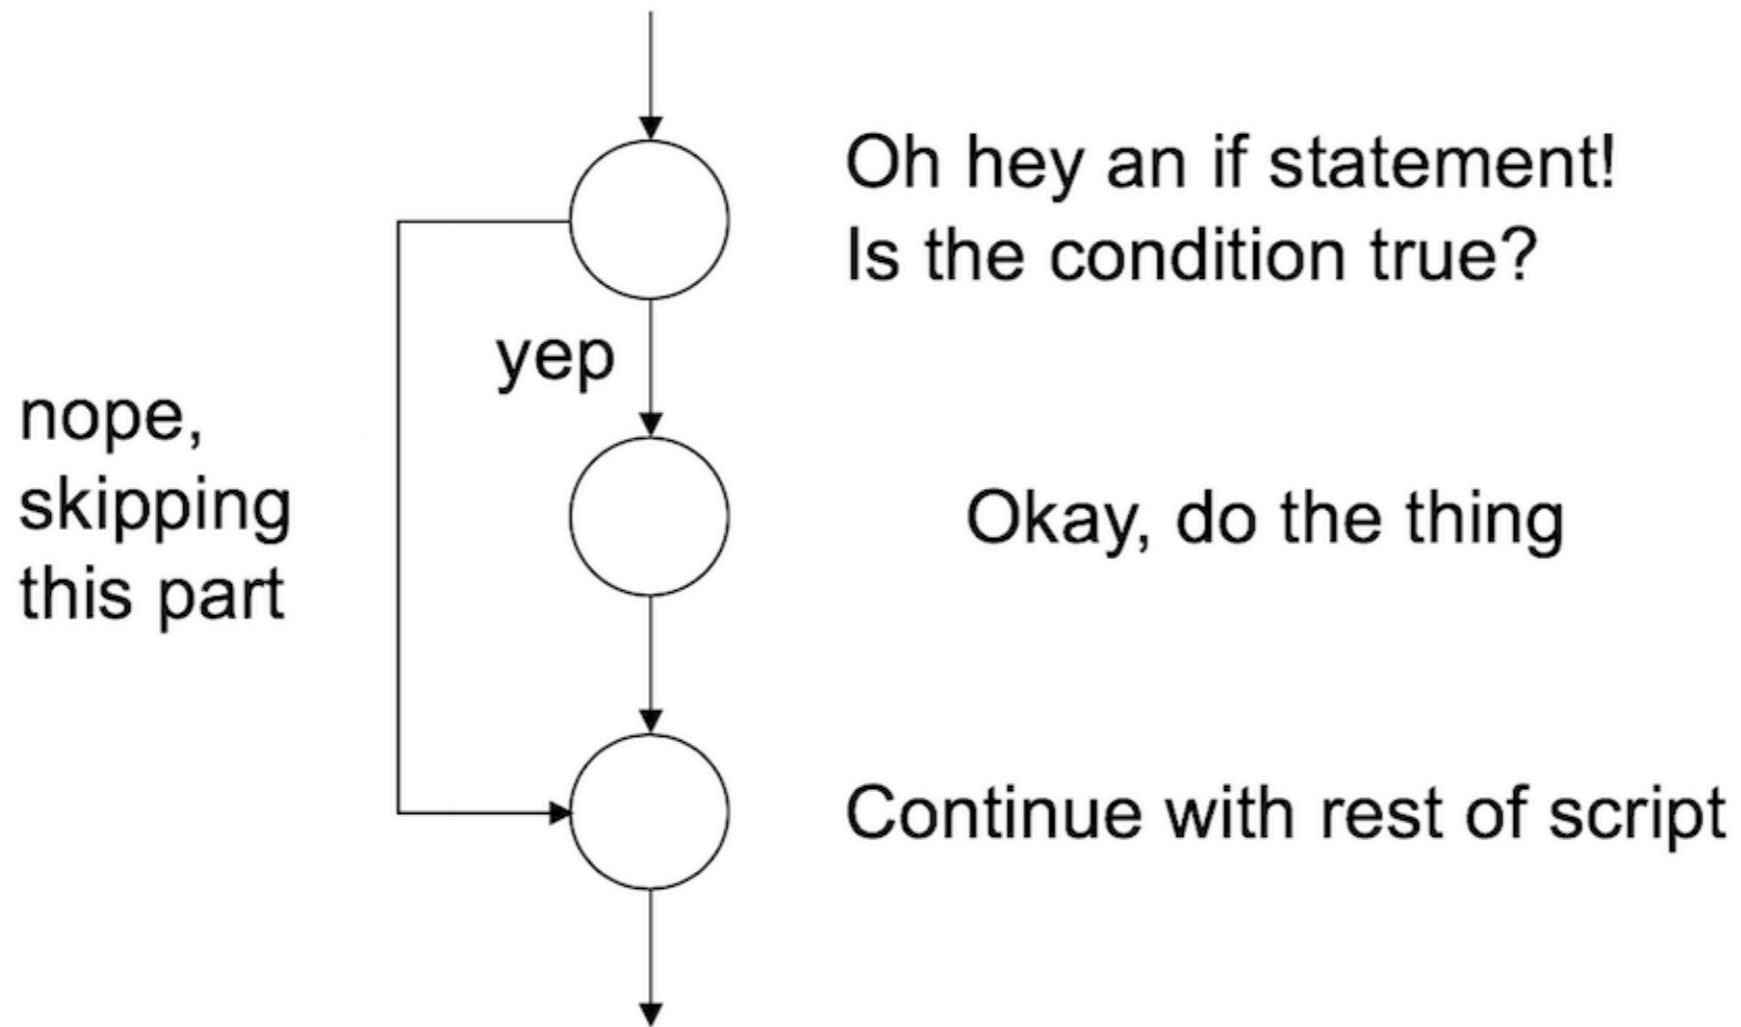 Oh hey an if statement!
Is the condition true?
yep
nope,
skipping
this part
Okay, do the thing
Continue with rest of script